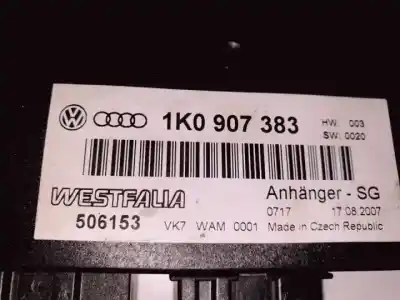 1K0 907 383
HW: 003
SW: 0020
WESTFALIA
Anhänger - SG
506153
0717 17.08.2007
VK7 WAM 0001 Made in Czech Republic